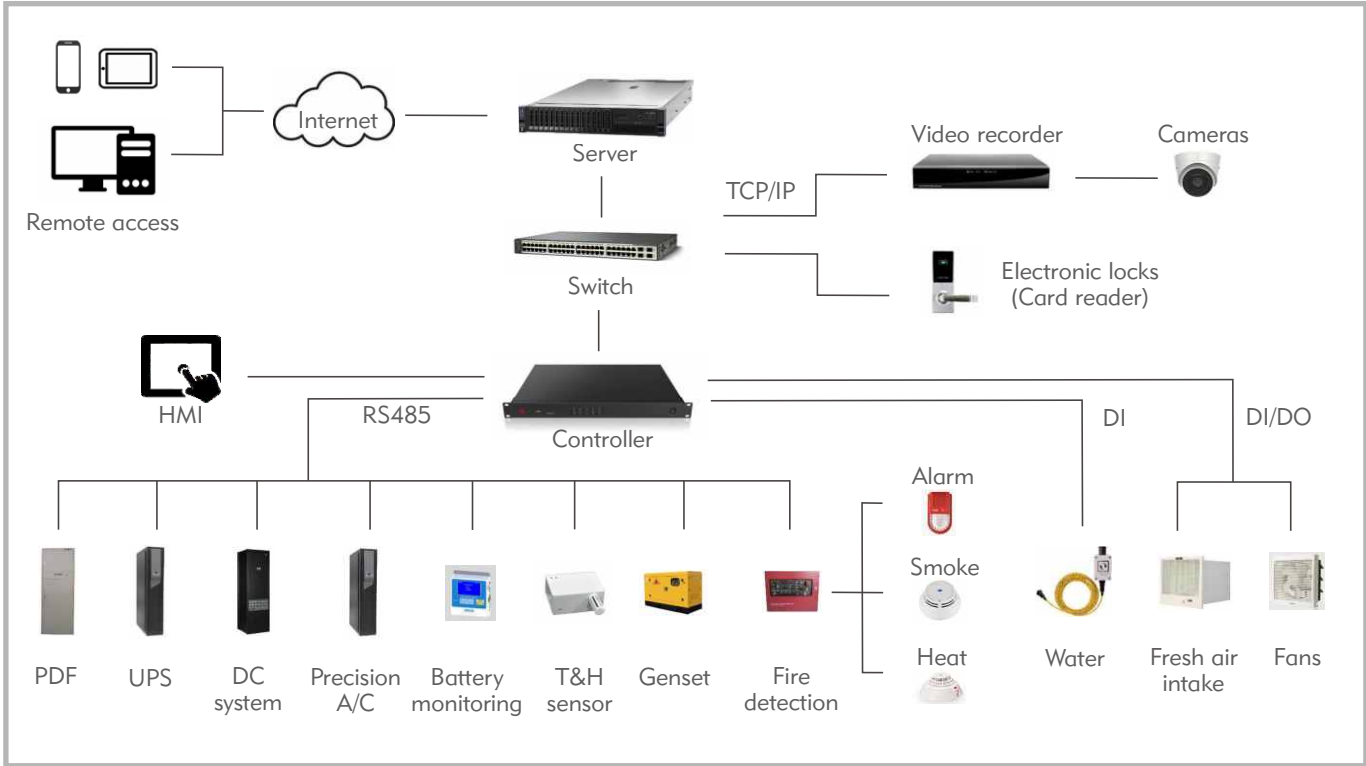 Internet
Server
Video recorder
Cameras
TCP/IP
Remote access
Switch
Electronic locks
(Card reader)
HMI
RS485
Controller
DI
DI/DO
Alarm
Smoke
Heat
PDF
UPS
DC
system
Precision
A/C
Battery
monitoring
T&H
sensor
Genset
Fire
detection
Water
Fresh air
intake
Fans